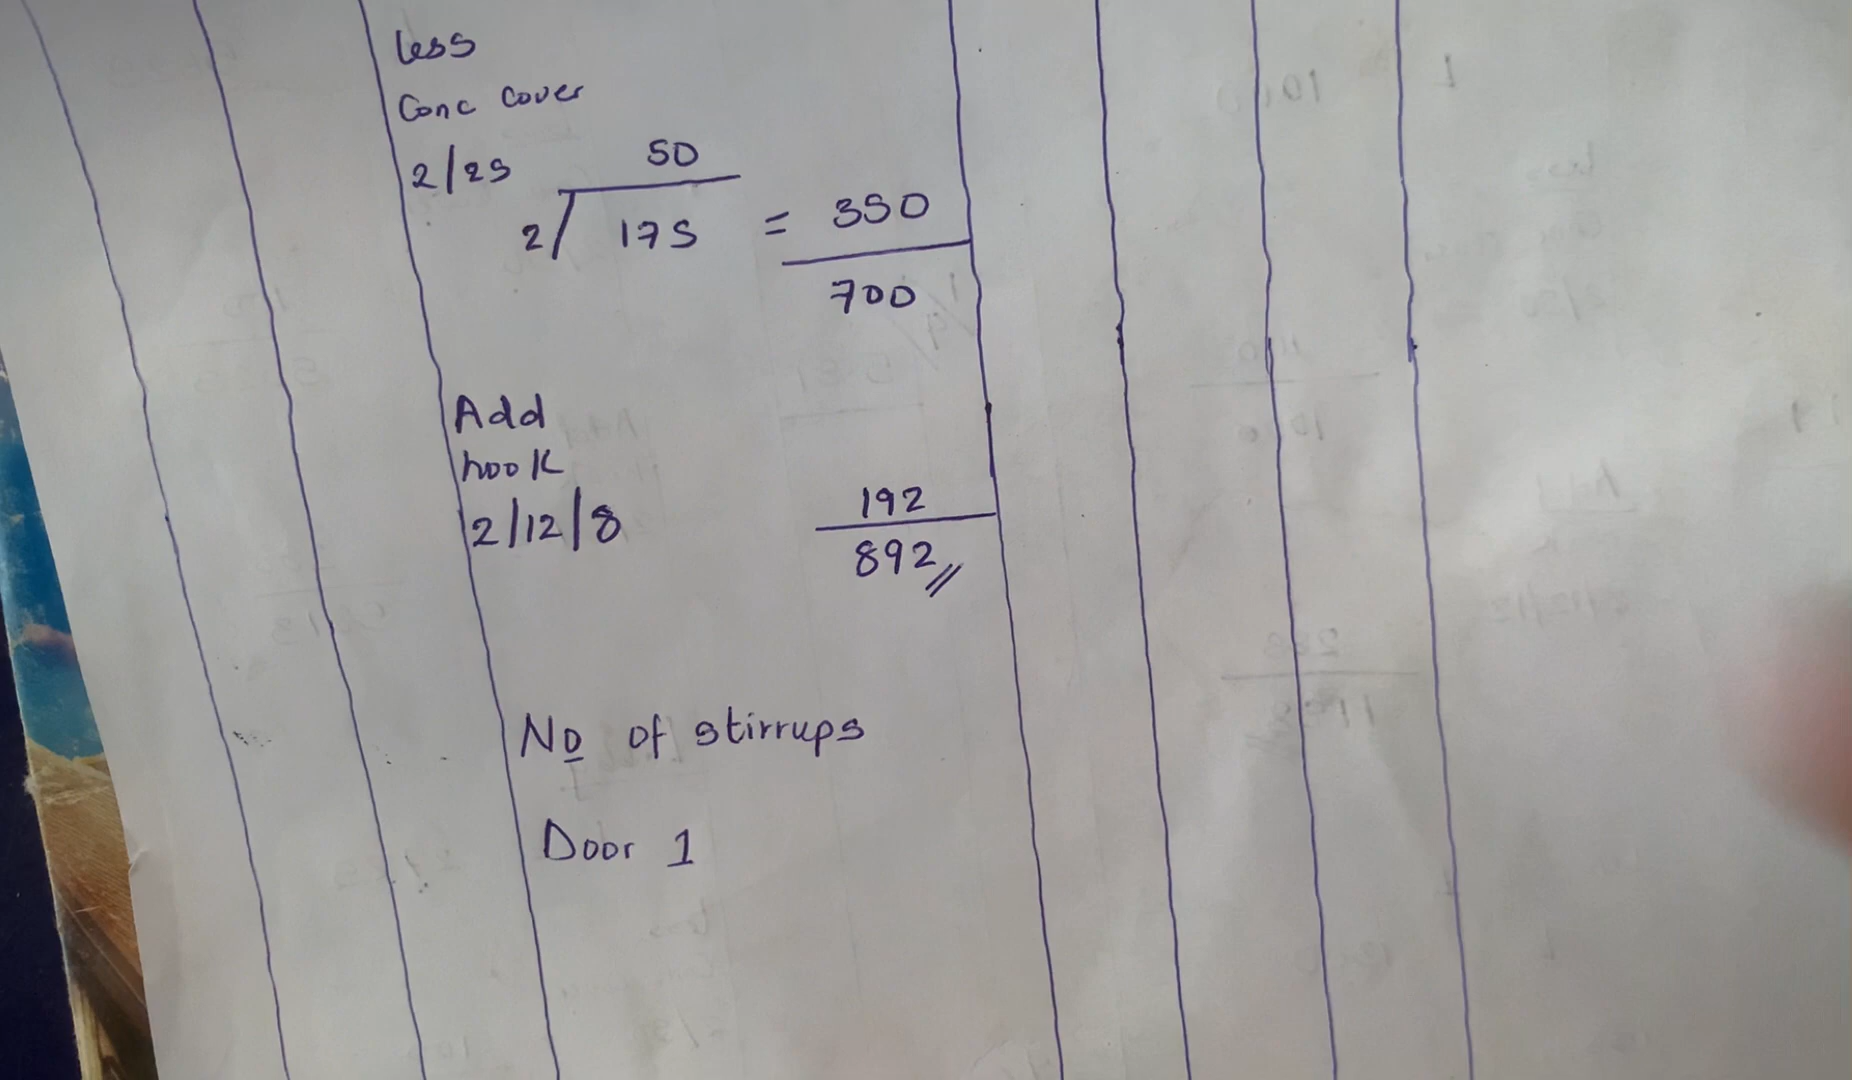 Less
Conc cover
2/25 50
2/ 175 = 350
700
Add
hook
2/12/8 192
892
No of stirrups
Door 1